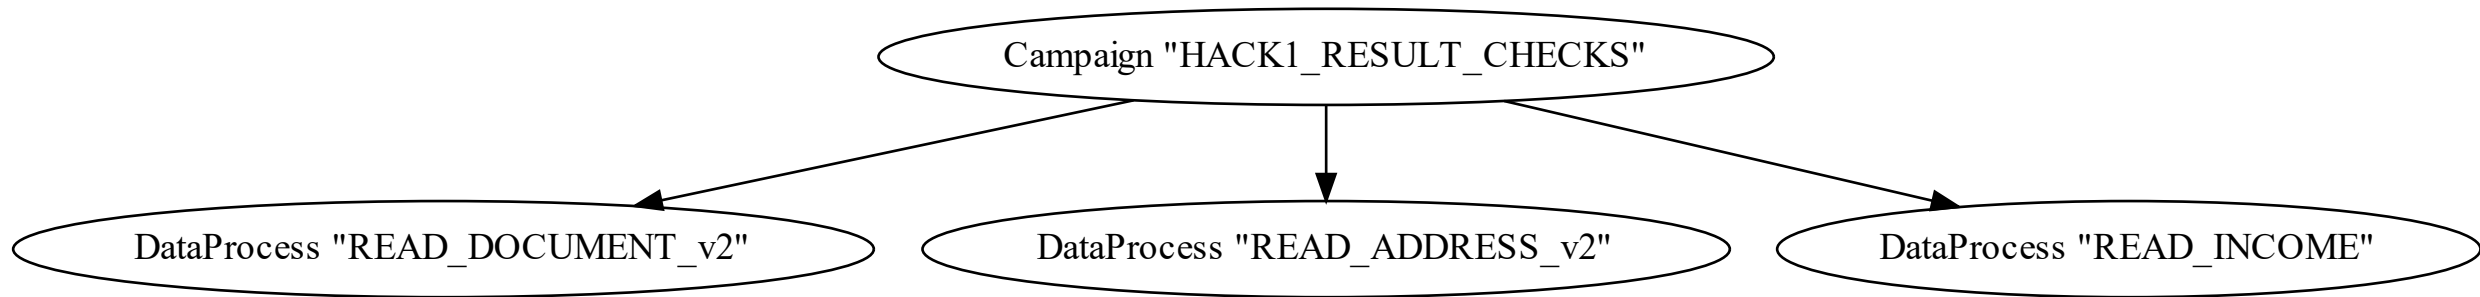 Campaign "HACK1_RESULT_CHECKS"
DataProcess "READ_DOCUMENT_v2"
DataProcess "READ_ADDRESS_v2"
DataProcess "READ_INCOME"